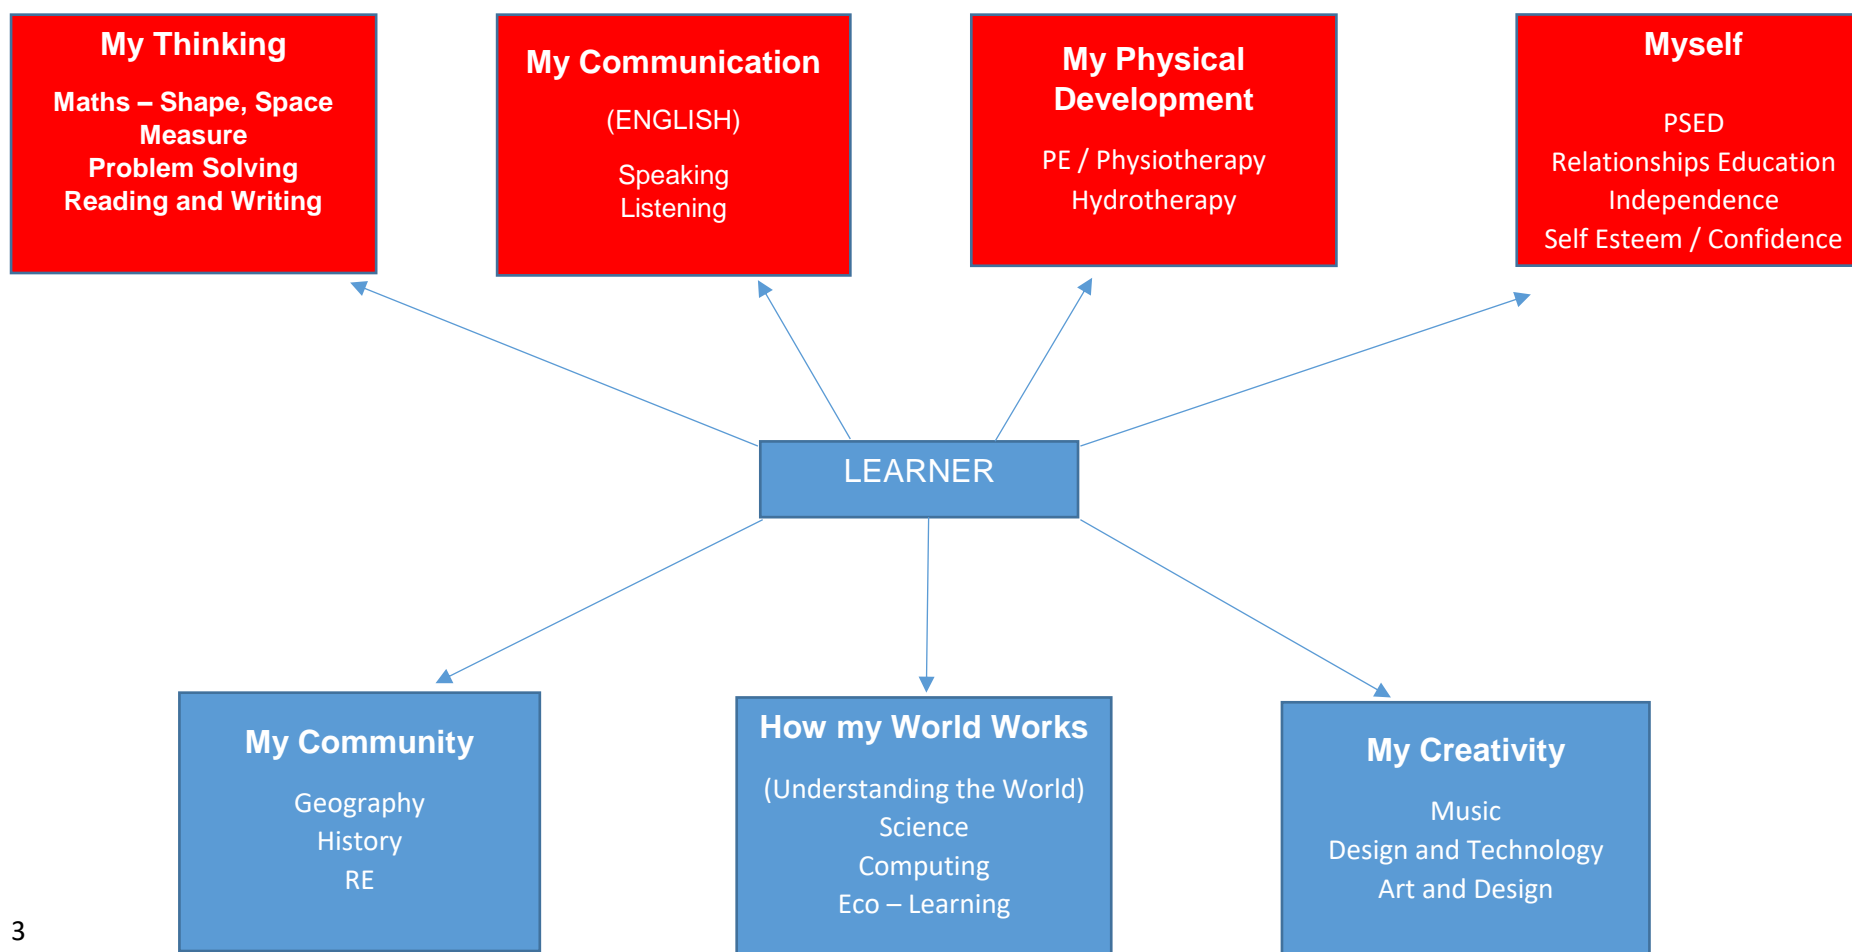 My Thinking
Maths – Shape, Space
Measure
Problem Solving
Reading and Writing
My Communication
(ENGLISH)
Speaking
Listening
My Physical
Development
PE / Physiotherapy
Hydrotherapy
Myself
PSED
Relationships Education
Independence
Self Esteem / Confidence
LEARNER
My Community
Geography
History
RE
How my World Works
(Understanding the World)
Science
Computing
Eco – Learning
My Creativity
Music
Design and Technology
Art and Design
3